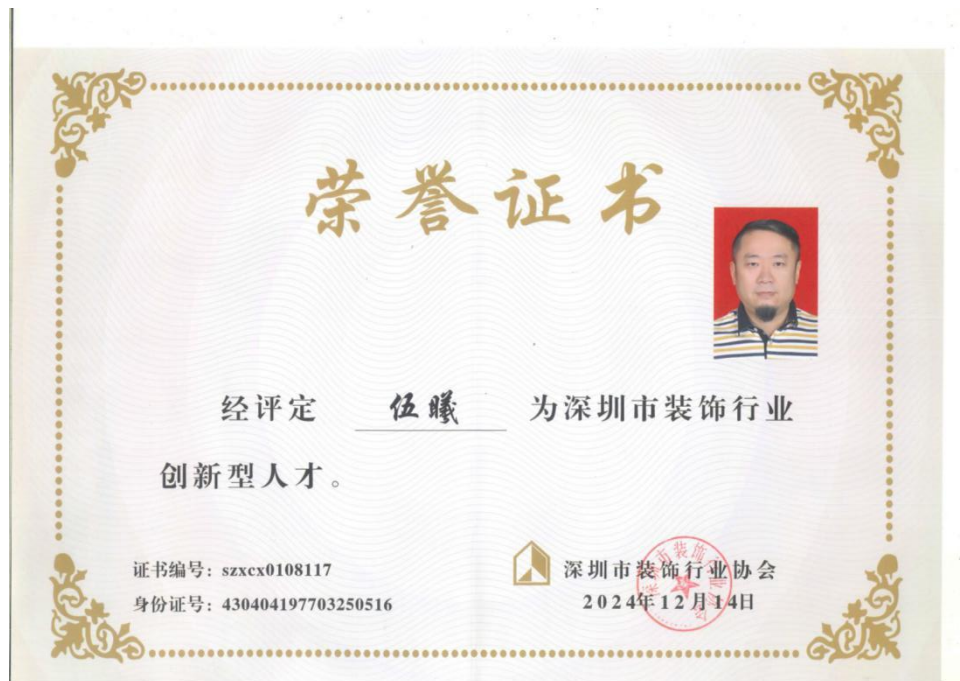 荣誉证书
经评定 伍曦 为深圳市装饰行业
创新型人才。
证书编号：szxcx0108117
身份证号：430404197703250516
深圳市装饰行业协会
2024年12月14日